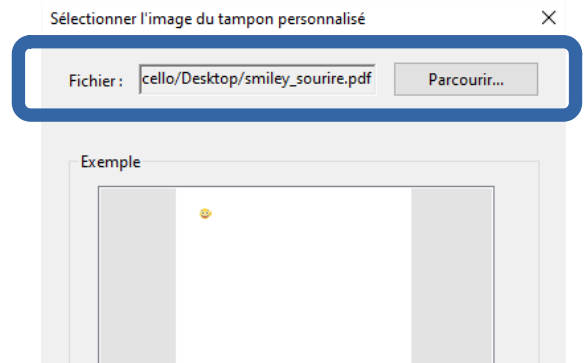 Sélectionner l'image du tampon personnalisé
Fichier : cello/Desktop/smiley_sourire.pdf Parcourir...
Exemple